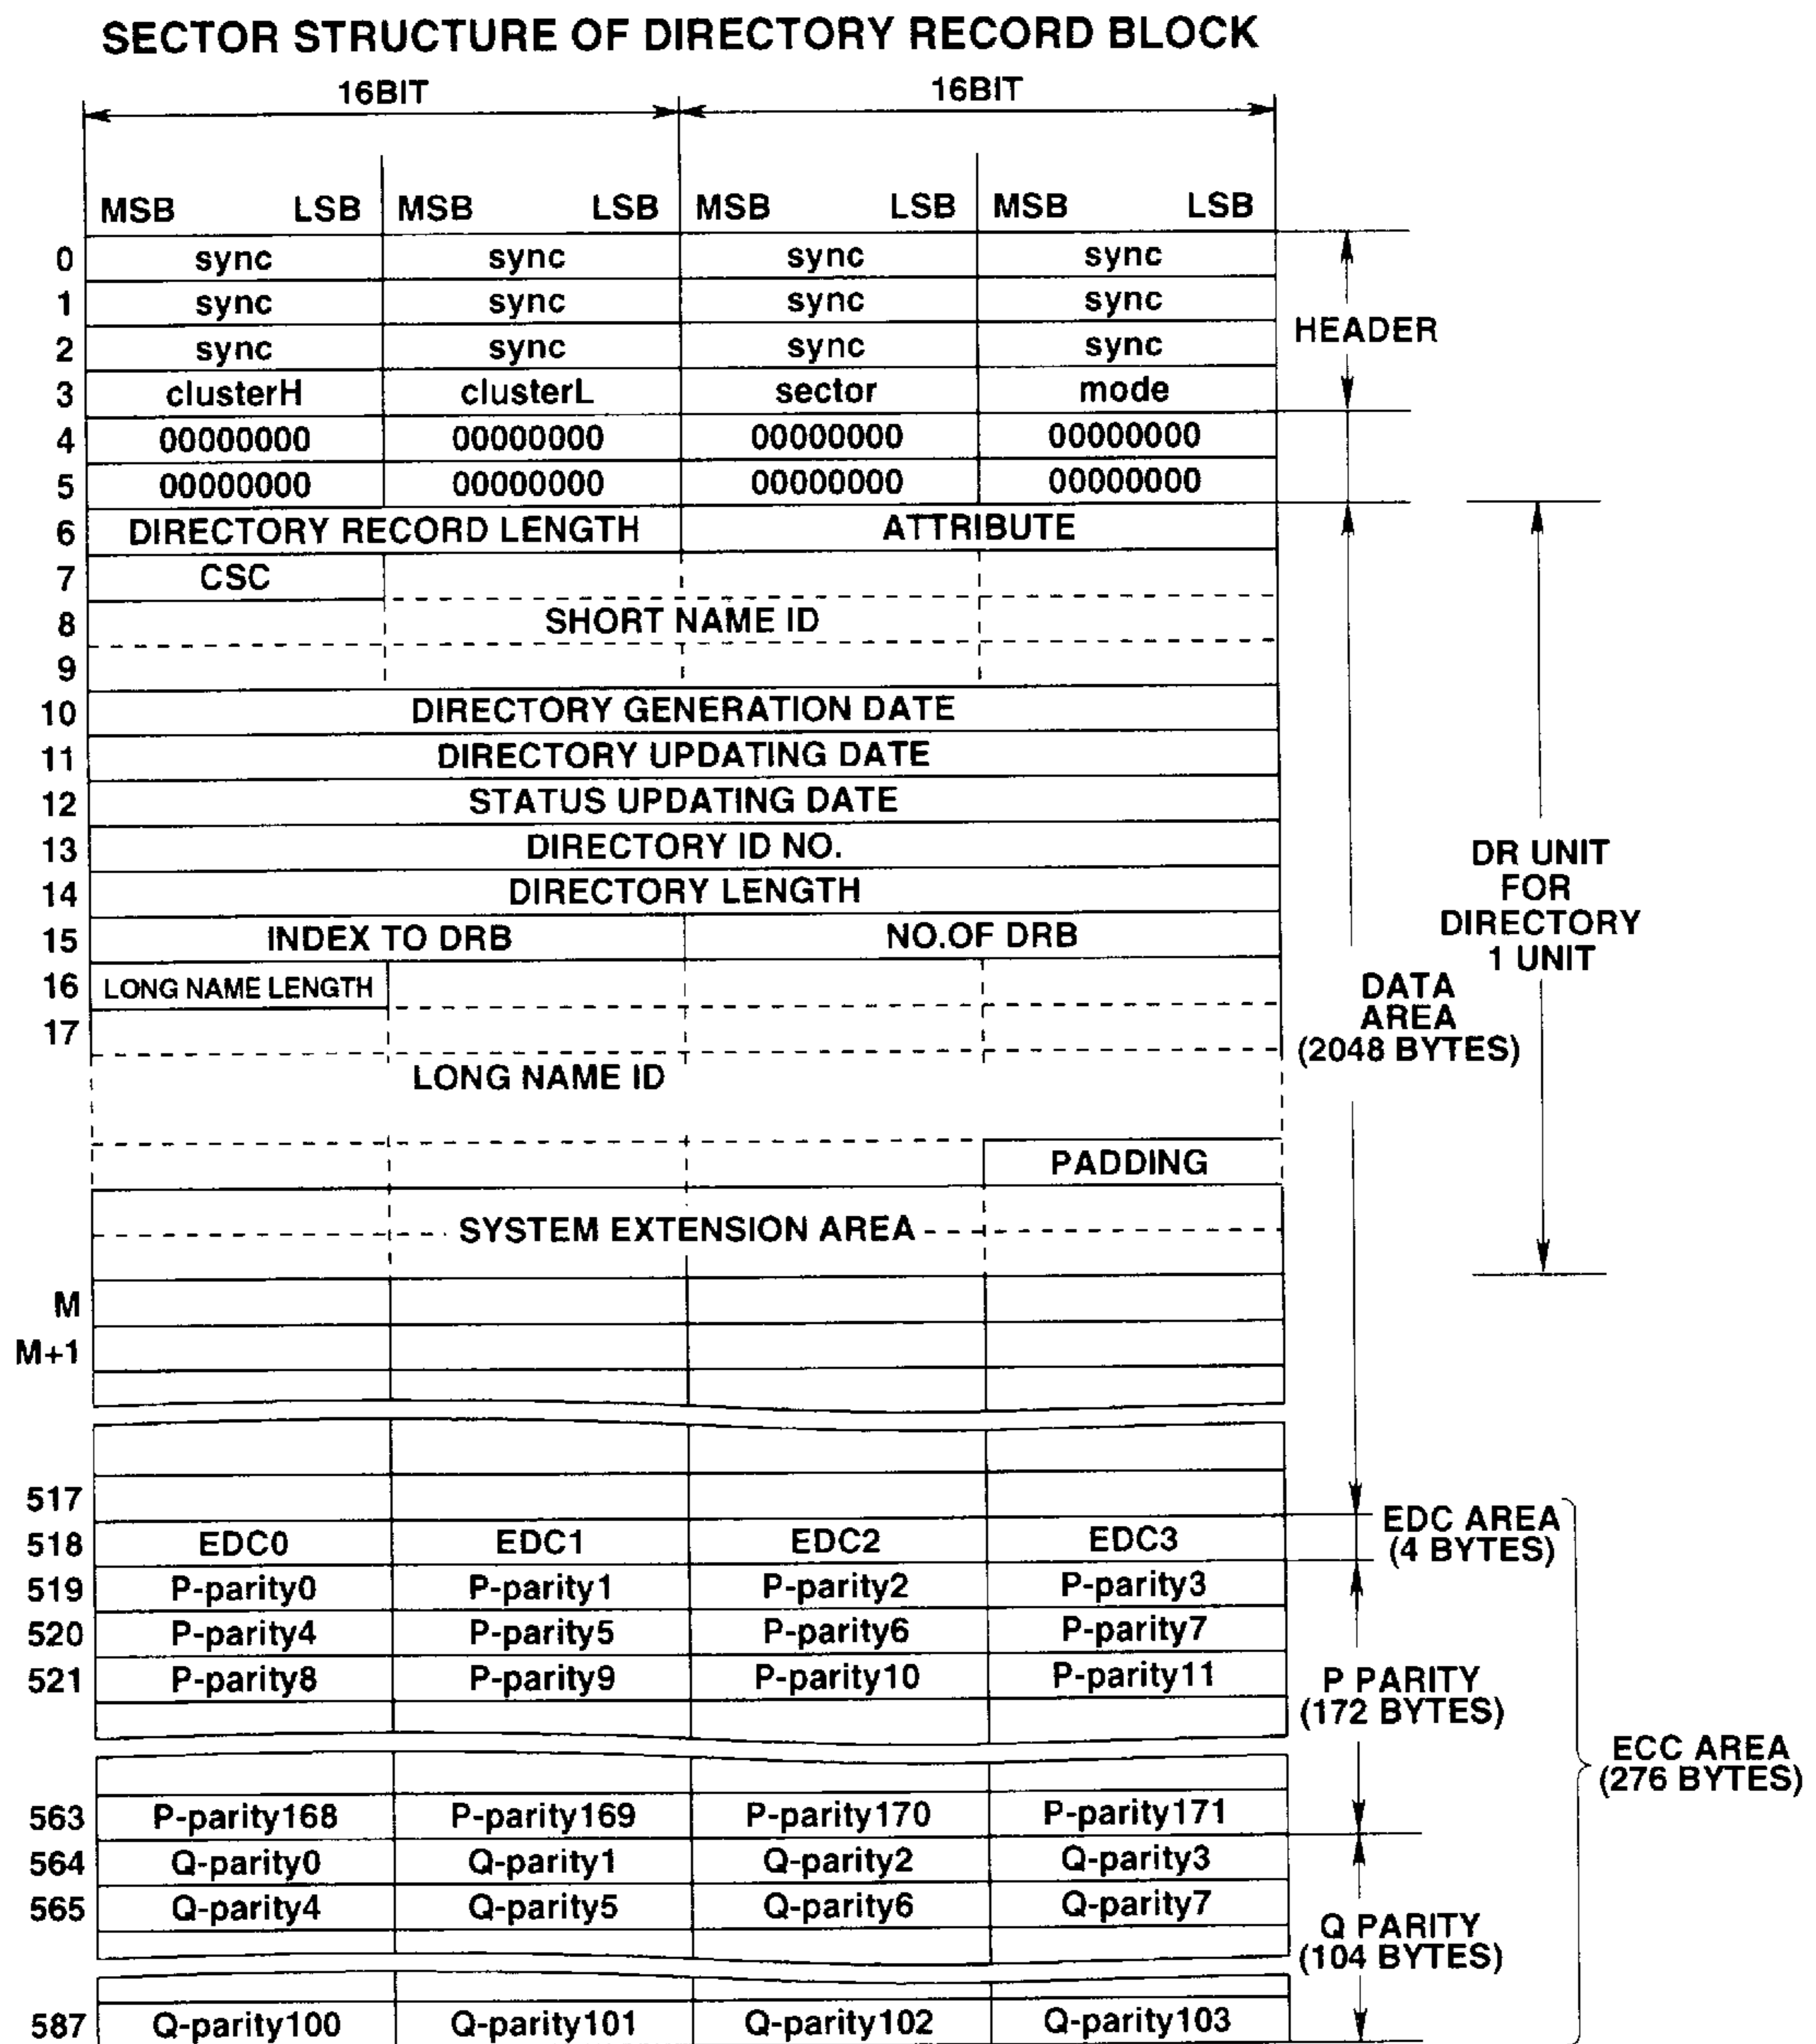 SECTOR STRUCTURE OF DIRECTORY RECORD BLOCK
16BIT 16BIT
MSB LSB MSB LSB MSB LSB MSB LSB
0 sync sync sync sync
1 sync sync sync sync
2 sync sync sync sync
HEADER
3 clusterH clusterL sector mode
4 00000000 00000000 00000000 00000000
5 00000000 00000000 00000000 00000000
6 DIRECTORY RECORD LENGTH ATTRIBUTE
7 CSC
8 SHORT NAME ID
9
10 DIRECTORY GENERATION DATE
11 DIRECTORY UPDATING DATE
12 STATUS UPDATING DATE
13 DIRECTORY ID NO.
14 DIRECTORY LENGTH
15 INDEX TO DRB NO.OF DRB
DR UNIT
FOR
DIRECTORY
1 UNIT
16 LONG NAME LENGTH
17
DATA
AREA
(2048 BYTES)
LONG NAME ID
PADDING
SYSTEM EXTENSION AREA
M
M+1
517
518 EDC0 EDC1 EDC2 EDC3
EDC AREA
(4 BYTES)
519 P-parity0 P-parity1 P-parity2 P-parity3
520 P-parity4 P-parity5 P-parity6 P-parity7
521 P-parity8 P-parity9 P-parity10 P-parity11
P PARITY
(172 BYTES)
ECC AREA
(276 BYTES)
563 P-parity168 P-parity169 P-parity170 P-parity171
564 Q-parity0 Q-parity1 Q-parity2 Q-parity3
565 Q-parity4 Q-parity5 Q-parity6 Q-parity7
Q PARITY
(104 BYTES)
587 Q-parity100 Q-parity101 Q-parity102 Q-parity103